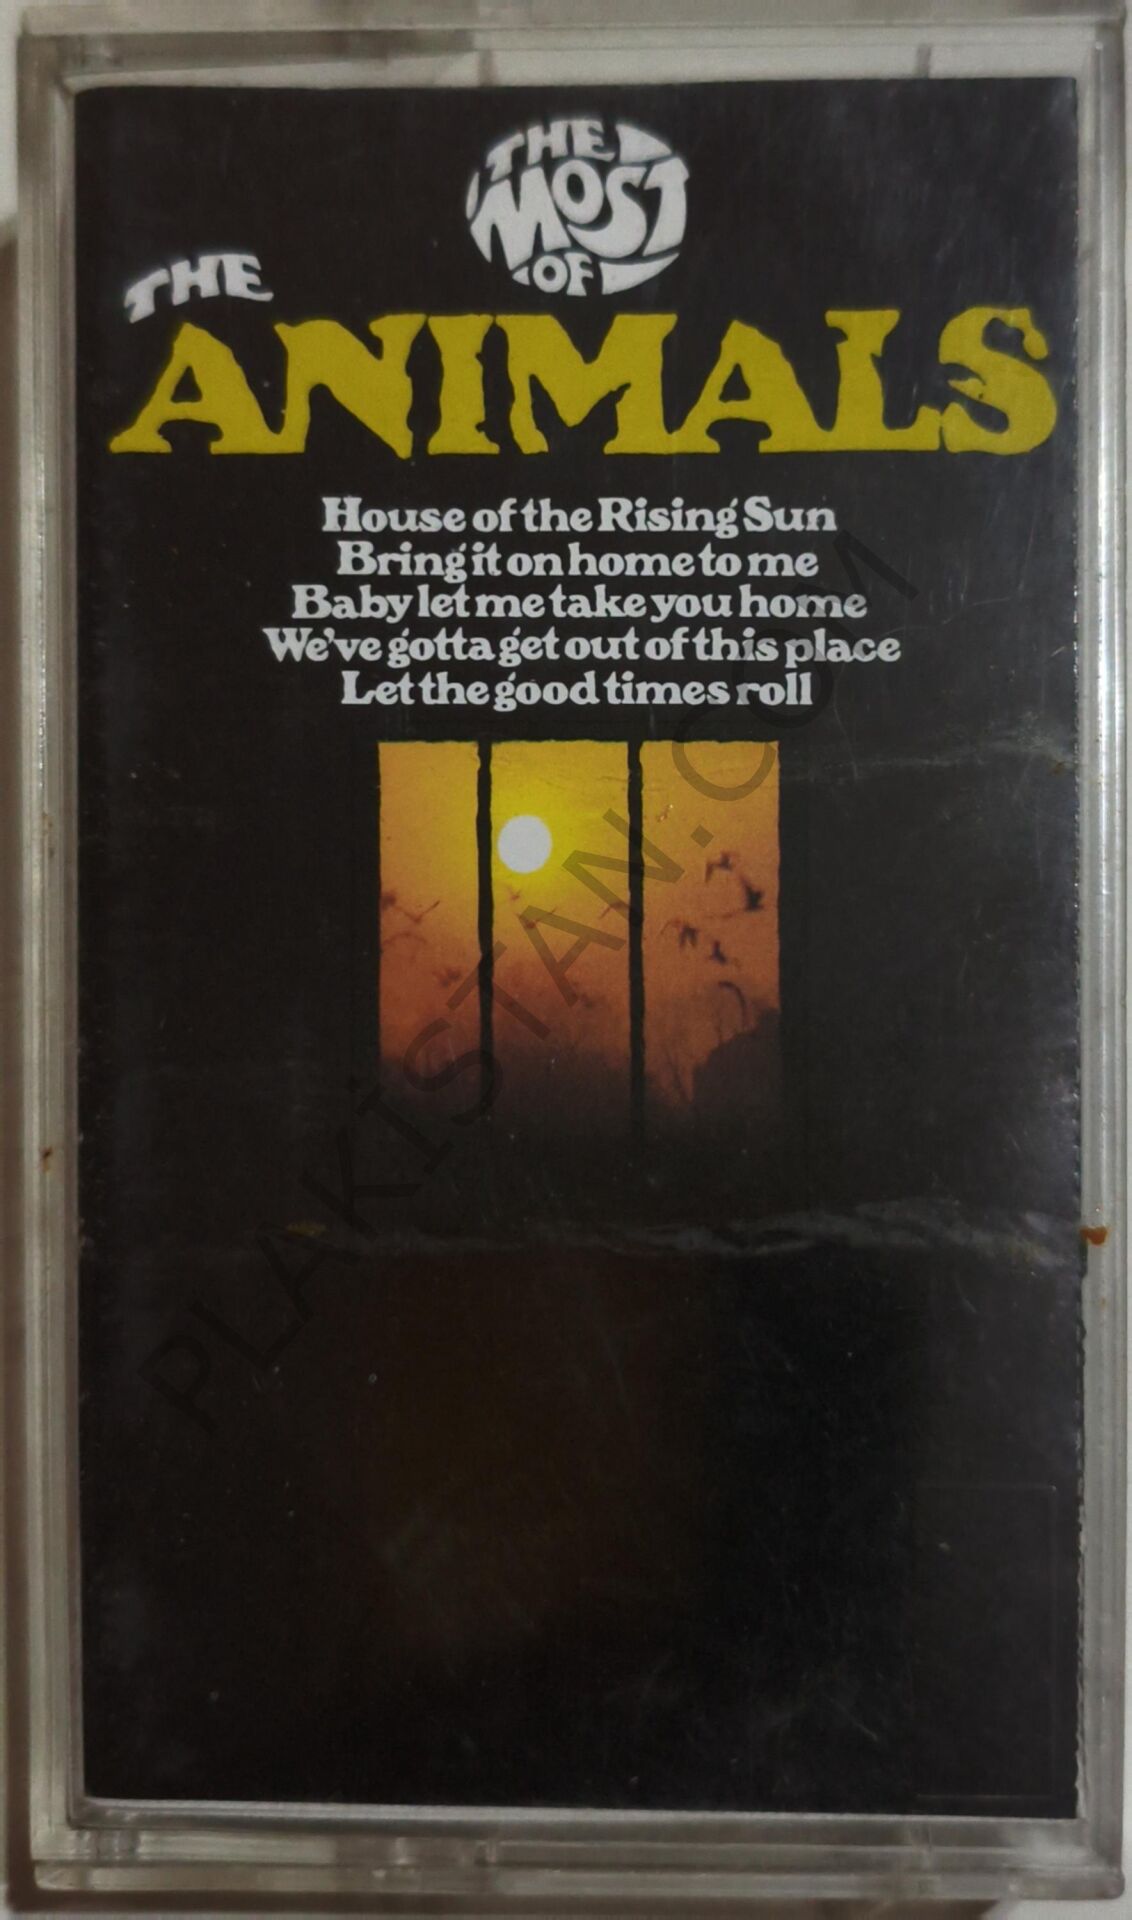 THE
MOST
OF
THE
ANIMALS
House of the Rising Sun
Bring it on home to me
Baby let me take you home
We've gotta get out of this place
Let the good times roll
PLAKİSTAN.COM